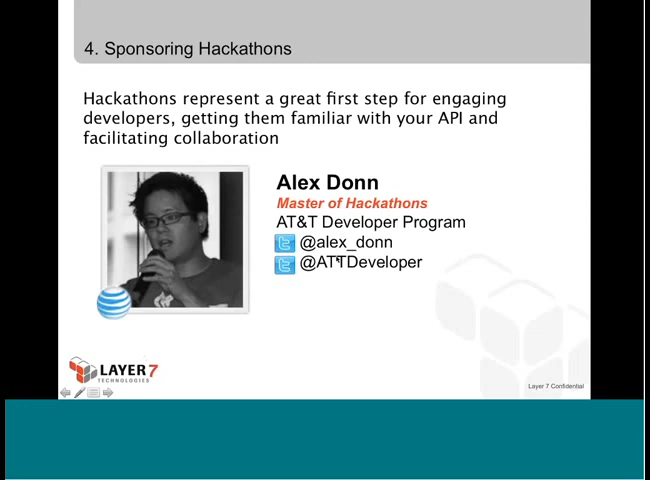 4. Sponsoring Hackathons
Hackathons represent a great first step for engaging
developers, getting them familiar with your API and
facilitating collaboration
Alex Donn
Master of Hackathons
AT&T Developer Program
@alex_donn
@ATTDeveloper
LAYER 7
TECHNOLOGIES
Layer 7 Confidential